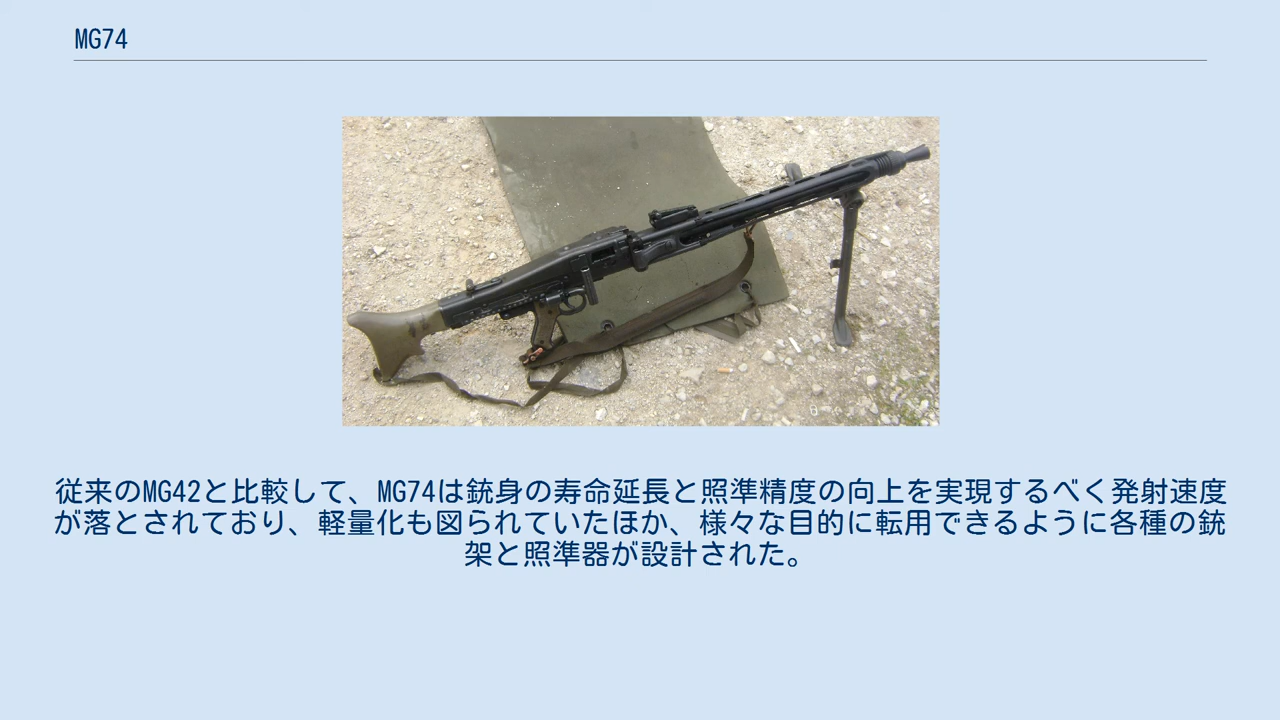 MG74
従来のMG42と比較して、MG74は銃身の寿命延長と照準精度の向上を実現するべく発射速度
が落とされており、軽量化も図られていたほか、様々な目的に転用できるように各種の銃
架と照準器が設計された。